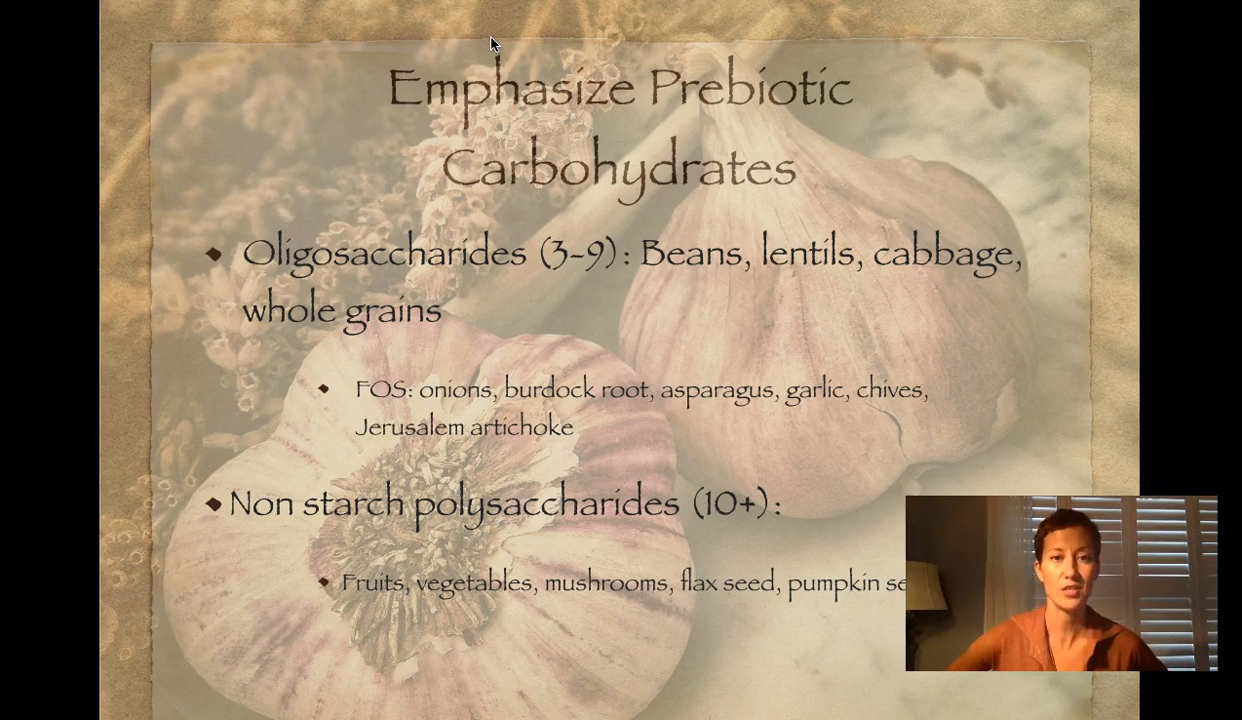 Emphasize Prebiotic
Carbohydrates
Oligosaccharides (3-9): Beans, lentils, cabbage,
whole grains
FOS: onions, burdock root, asparagus, garlic, chives,
Jerusalem artichoke
Non starch polysaccharides (10+):
Fruits, vegetables, mushrooms, flax seed, pumpkin